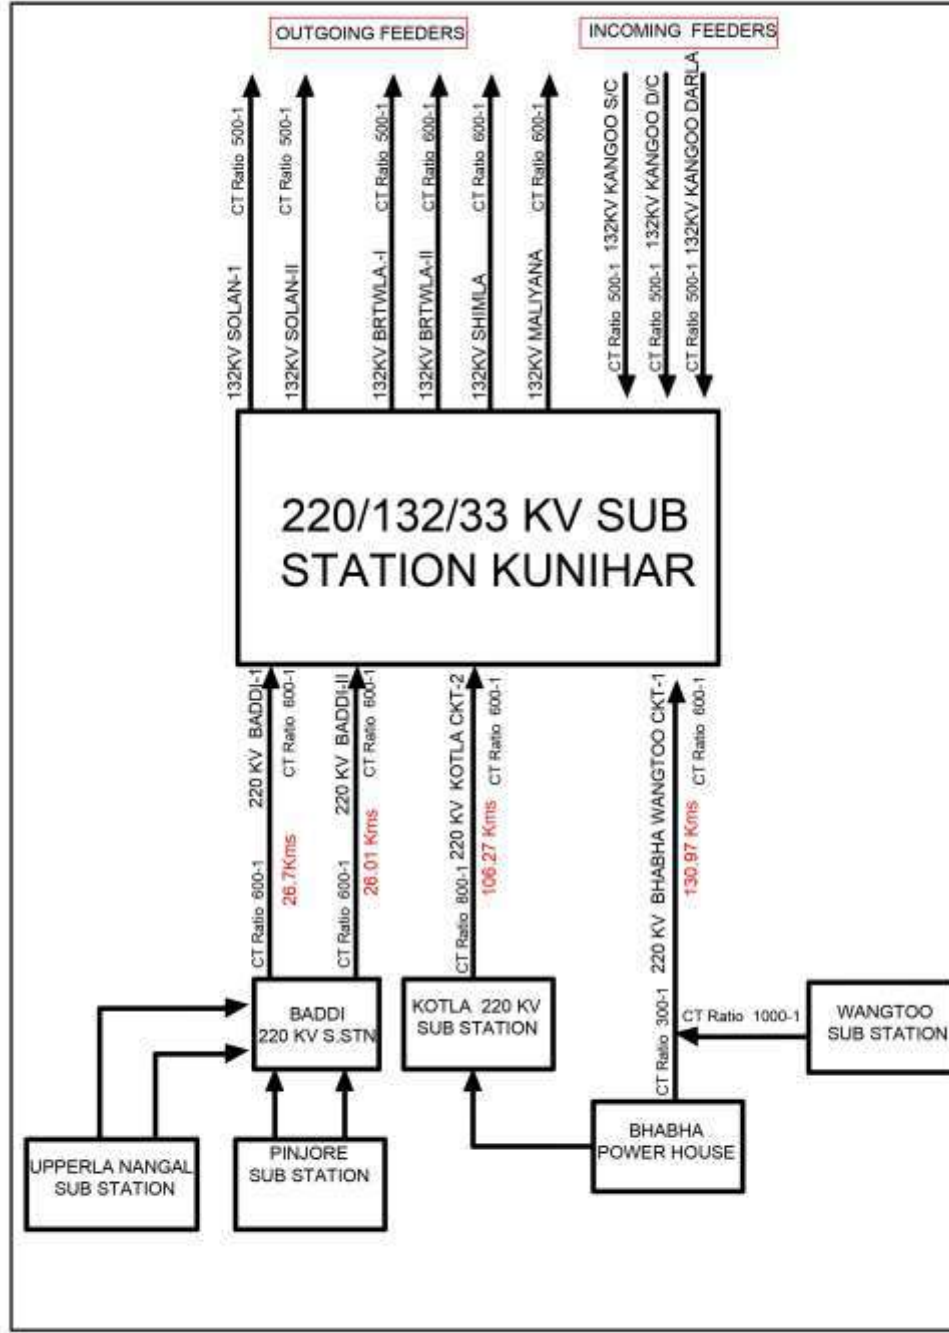 OUTGOING FEEDERS
INCOMING FEEDERS
132KV SOLAN-1
CT Ratio 500-1
132KV SOLAN-II
CT Ratio 500-1
132KV BRTWLA.-I
CT Ratio 500-1
132KV BRTWLA-II
CT Ratio 600-1
132KV SHIMLA
CT Ratio 600-1
132KV MALIYANA
CT Ratio 600-1
CT Ratio 500-1 132KV KANGOO S/C
CT Ratio 500-1 132KV KANGOO D/C
CT Ratio 500-1 132KV KANGOO DARLA
220/132/33 KV SUB
STATION KUNIHAR
CT Ratio 600-1 220 KV BADDI-1
26.7Kms CT Ratio 600-1
CT Ratio 600-1 220 KV BADDI-II
26.01 Kms CT Ratio 600-1
CT Ratio 800-1 220 KV KOTLA CKT-2
106.27 Kms CT Ratio 600-1
CT Ratio 300-1 220 KV BHABHA WANGTOO CKT-1
130.97 Kms CT Ratio 600-1
BADDI
220 KV S.STN
KOTLA 220 KV
SUB STATION
CT Ratio 1000-1
WANGTOO
SUB STATION
UPPERLA NANGAL
SUB STATION
PINJORE
SUB STATION
BHABHA
POWER HOUSE